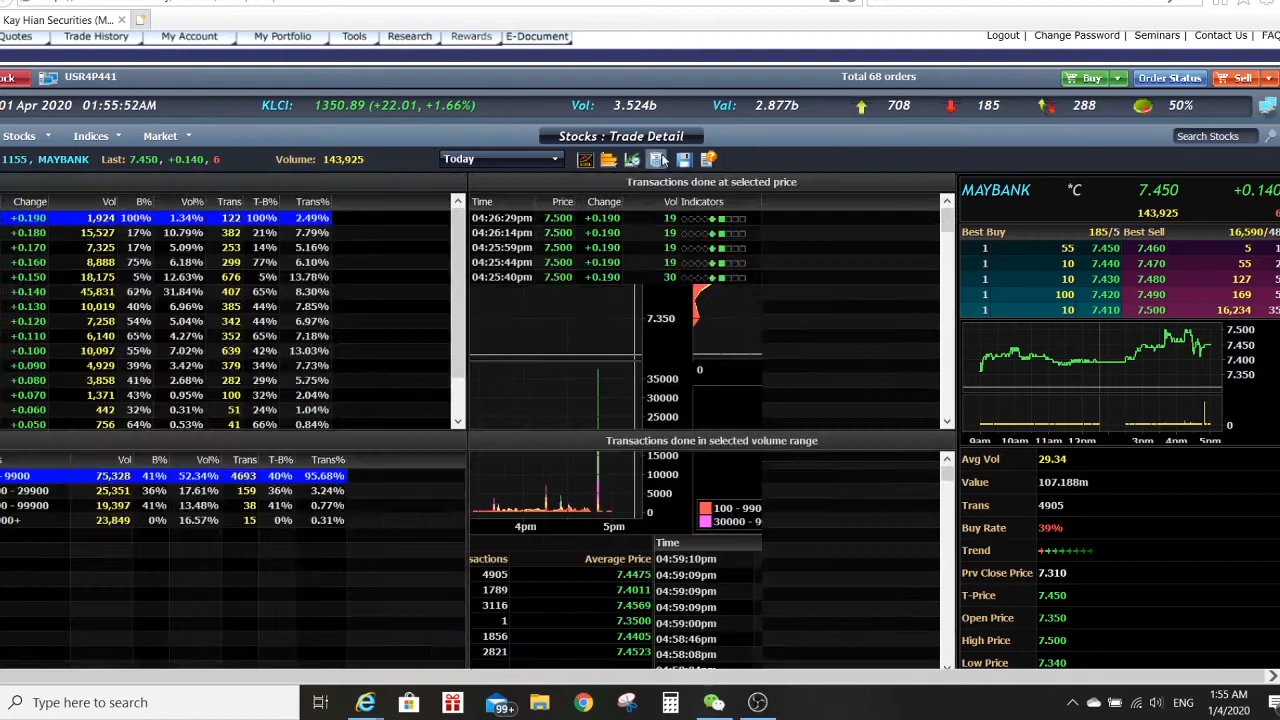 Kay Hian Securities (M...
Quotes Trade History My Account My Portfolio Tools Research Rewards E-Document Logout Change Password Seminars Contact Us FAQ
ock USR4P441 Total 68 orders Buy Order Status Sell
01 Apr 2020 01:55:52AM KLCI: 1350.89 (+22.01, +1.66%) Vol: 3.524b Val: 2.877b 708 185 288 50%
Stocks Indices Market Stocks : Trade Detail Search Stocks
1155, MAYBANK Last: 7.450, +0.140, 6 Volume: 143,925 Today
Transactions done at selected price
Change Vol B% Vol% Trans T-B% Trans%
+0.190 1,924 100% 1.34% 122 100% 2.49%
+0.180 15,527 17% 10.79% 382 21% 7.79%
+0.170 7,325 17% 5.09% 253 14% 5.16%
+0.160 8,888 75% 6.18% 299 77% 6.10%
+0.150 18,175 5% 12.63% 676 5% 13.78%
+0.140 45,831 62% 31.84% 407 65% 8.30%
+0.130 10,019 40% 6.96% 385 44% 7.85%
+0.120 7,258 54% 5.04% 342 44% 6.97%
+0.110 6,140 65% 4.27% 352 65% 7.18%
+0.100 10,097 55% 7.02% 639 42% 13.03%
+0.090 4,929 39% 3.42% 379 34% 7.73%
+0.080 3,858 41% 2.68% 282 29% 5.75%
+0.070 1,371 43% 0.95% 100 32% 2.04%
+0.060 442 32% 0.31% 51 24% 1.04%
+0.050 756 64% 0.53% 41 66% 0.84%
Time Price Change Vol Indicators
04:26:29pm 7.500 +0.190 19
04:26:14pm 7.500 +0.190 19
04:25:59pm 7.500 +0.190 19
04:25:44pm 7.500 +0.190 19
04:25:40pm 7.500 +0.190 30
7.350
0
35000
30000
25000
MAYBANK °C 7.450 +0.140
143,925
Best Buy 185/5 Best Sell 16,590/48
1 55 7.450 7.460 5
1 10 7.440 7.470 55
1 10 7.430 7.480 127
1 100 7.420 7.490 169
1 10 7.410 7.500 16,234
7.500
7.450
7.400
7.350
0
9am 10am 11am 12pm 3pm 4pm 5pm
Transactions done in selected volume range
Vol B% Vol% Trans T-B% Trans%
- 9900 75,328 41% 52.34% 4693 40% 95.68%
0 - 29900 25,351 36% 17.61% 159 36% 3.24%
0 - 99900 19,397 41% 13.48% 38 42% 0.77%
000+ 23,849 0% 16.57% 15 0% 0.31%
15000
10000
5000
0
4pm 5pm
100 - 990
30000 - 9
sactions Average Price
4905 7.4475
1789 7.4011
3116 7.4569
1 7.3500
1856 7.4405
2821 7.4523
Time
04:59:10pm
04:59:09pm
04:59:09pm
04:59:09pm
04:59:00pm
04:58:46pm
04:58:08pm
Avg Vol 29.34
Value 107.188m
Trans 4905
Buy Rate 39%
Trend
Prv Close Price 7.310
T-Price 7.450
Open Price 7.350
High Price 7.500
Low Price 7.340
Type here to search 99+ ENG 1:55 AM
1/4/2020